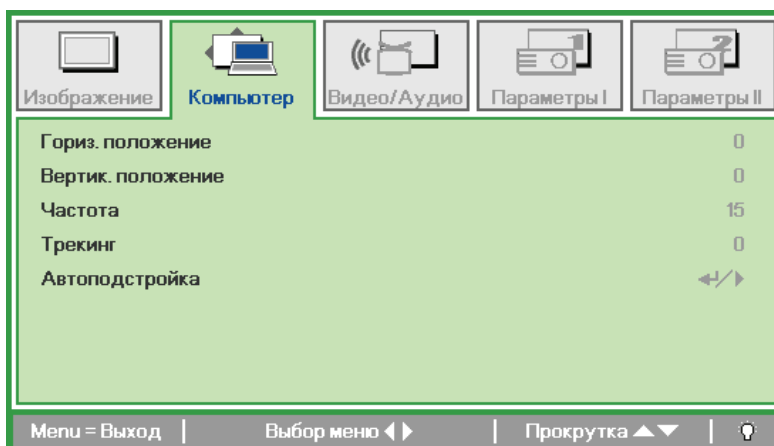 Изображение Компьютер Видео/Аудио Параметры I Параметры II
Гориз. положение 0
Вертик. положение 0
Частота 15
Трекинг 0
Автоподстройка
Menu = Выход Выбор меню Прокрутка